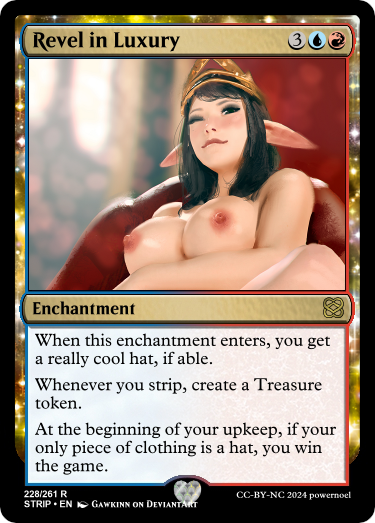 Revel in Luxury 3
Enchantment
When this enchantment enters, you get
a really cool hat, if able.
Whenever you strip, create a Treasure
token.
At the beginning of your upkeep, if your
only piece of clothing is a hat, you win
the game.
228/261 R
STRIP • EN Gawkinn on DeviantArt
CC-BY-NC 2024 powernoel